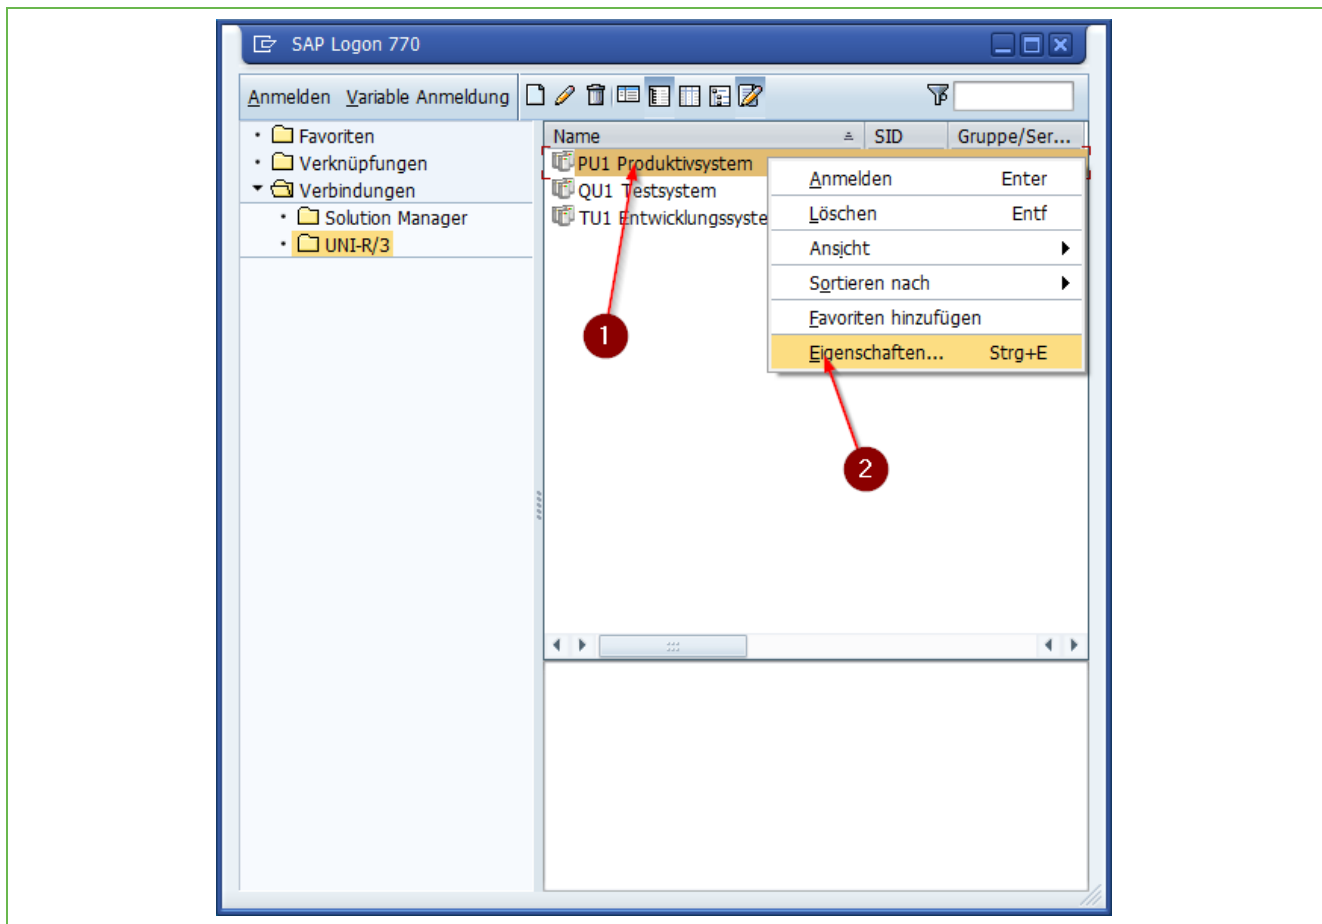 SAP Logon 770
Anmelden Variable Anmeldung
Favoriten
Verknüpfungen
Verbindungen
Solution Manager
UNI-R/3
Name SID Gruppe/Ser...
PU1 Produktivsystem
QU1 Testsystem
TU1 Entwicklungssyste
Anmelden Enter
Löschen Entf
Ansicht
Sortieren nach
Favoriten hinzufügen
Eigenschaften... Strg+E
1
2